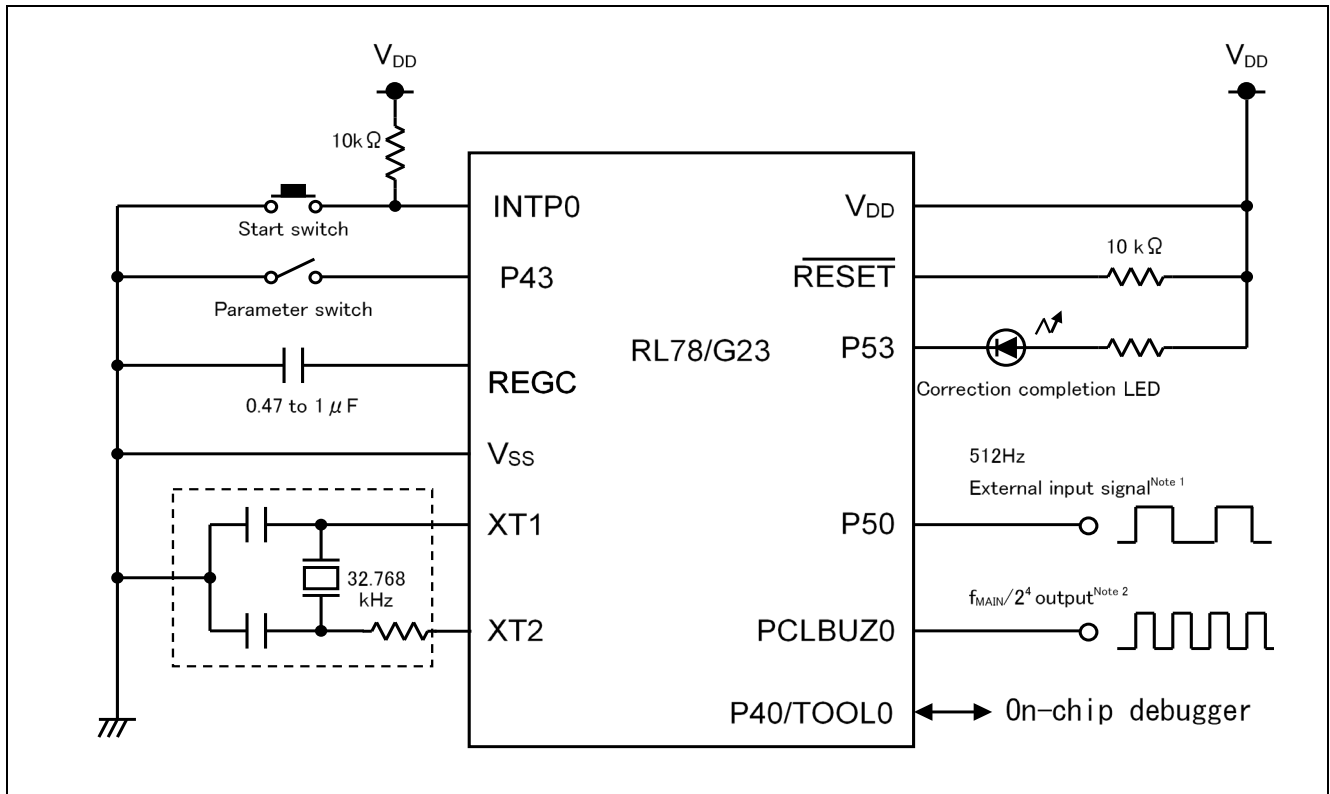 VDD
VDD
10kΩ
INTP0
VDD
Start switch
10 kΩ
P43
RESET
Parameter switch
RL78/G23
P53
REGC
Correction completion LED
0.47 to 1 μF
VSS
512Hz
External input signalNote 1
XT1
P50
32.768
kHz
fMAIN/2⁴ outputNote 2
XT2
PCLBUZ0
P40/TOOL0
On-chip debugger